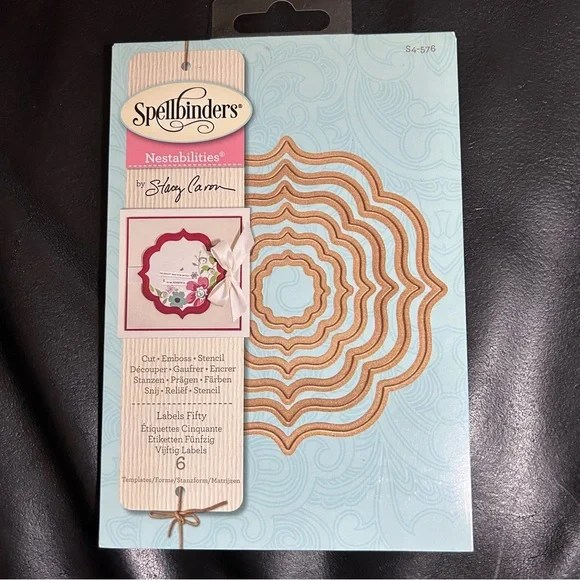 S4-576
Spellbinders®
Nestabilities®
by Stacy Caron
Cut • Emboss • Stencil
Découper • Gaufrer • Encrer
Stanzen • Prägen • Färben
Snij • Reliëf • Stencil
Labels Fifty
Étiquettes Cinquante
Etiketten Fünfzig
Vijftig Labels
6
Templates/Forme/Stanzform/Matrijzen